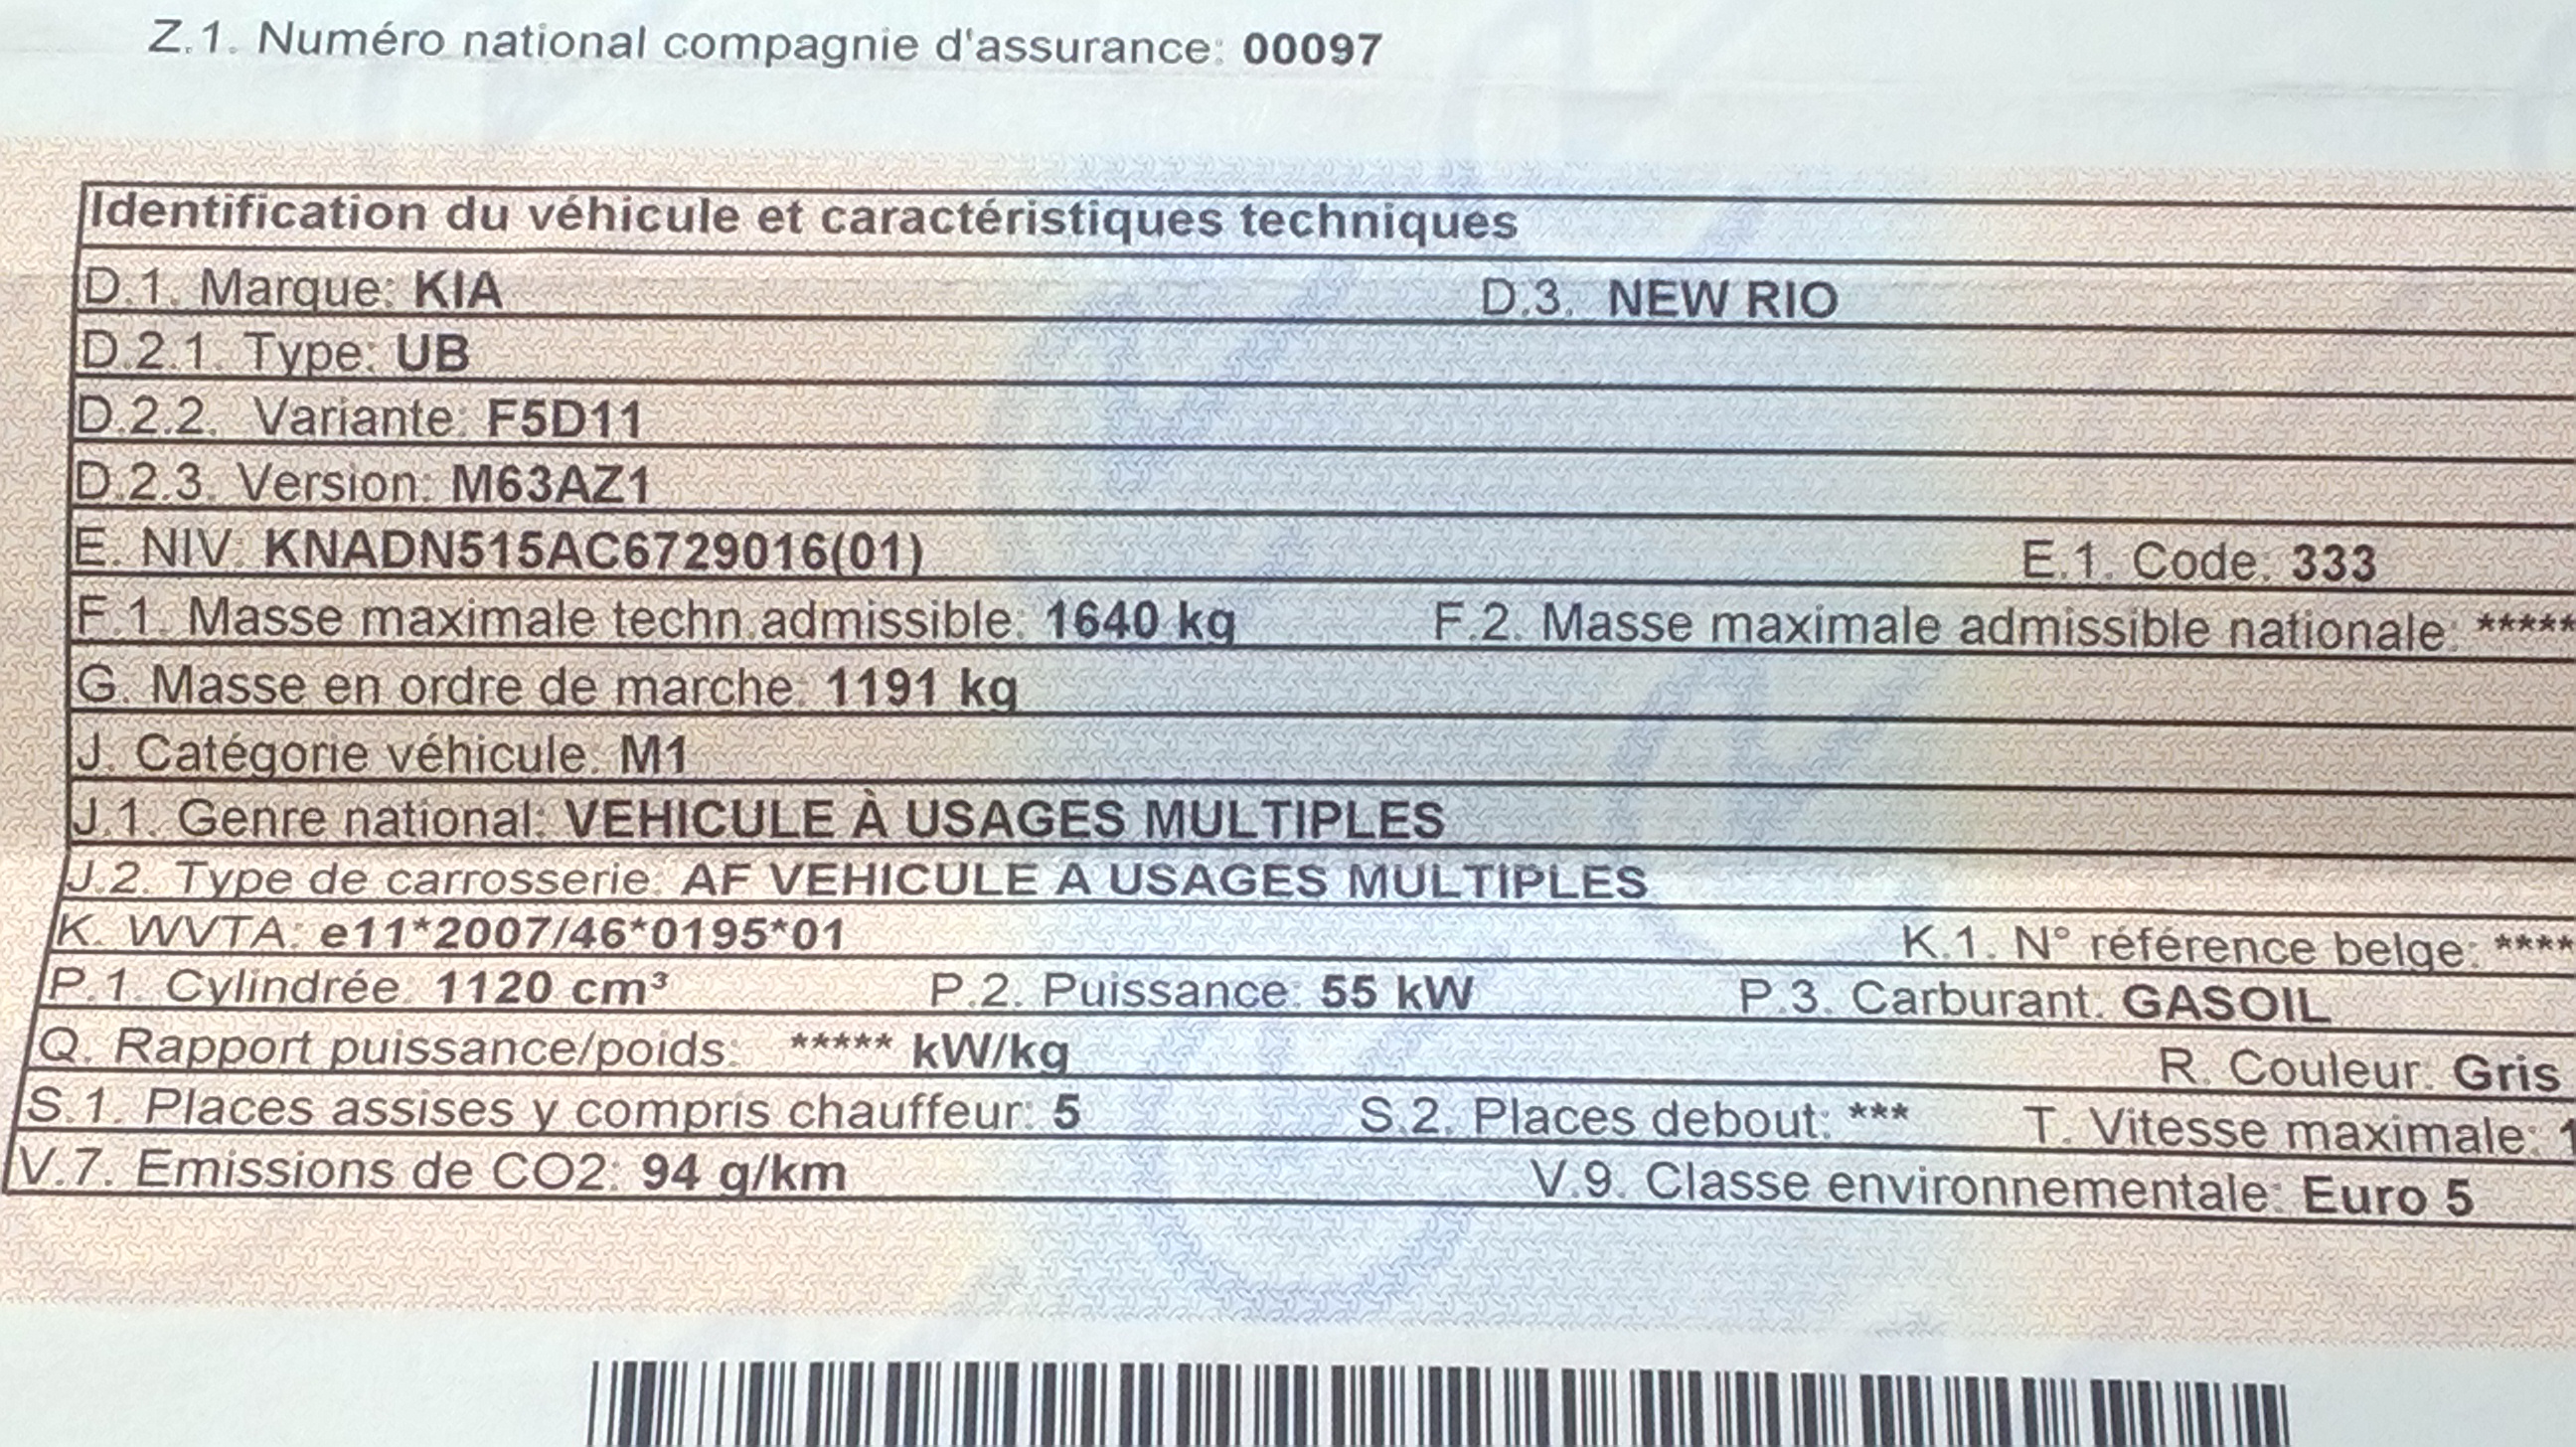 Z.1. Numéro national compagnie d'assurance: 00097
Identification du véhicule et caractéristiques techniques
D.1. Marque: KIA D.3. NEW RIO
D.2.1. Type: UB
D.2.2. Variante: F5D11
D.2.3. Version: M63AZ1
E. NIV: KNADN515AC6729016(01) E.1. Code: 333
F.1. Masse maximale techn.admissible: 1640 kg F.2. Masse maximale admissible nationale: *****
G. Masse en ordre de marche: 1191 kg
J. Catégorie véhicule: M1
J.1. Genre national: VEHICULE À USAGES MULTIPLES
J.2. Type de carrosserie: AF VEHICULE A USAGES MULTIPLES
K. WVTA: e11*2007/46*0195*01 K.1. N° référence belge: ****
P.1. Cylindrée: 1120 cm³ P.2. Puissance: 55 kW P.3. Carburant: GASOIL
Q. Rapport puissance/poids: ***** kW/kg R. Couleur: Gris
S.1. Places assises y compris chauffeur: 5 S.2. Places debout: *** T. Vitesse maximale: 1
V.7. Emissions de CO2: 94 g/km V.9. Classe environnementale: Euro 5